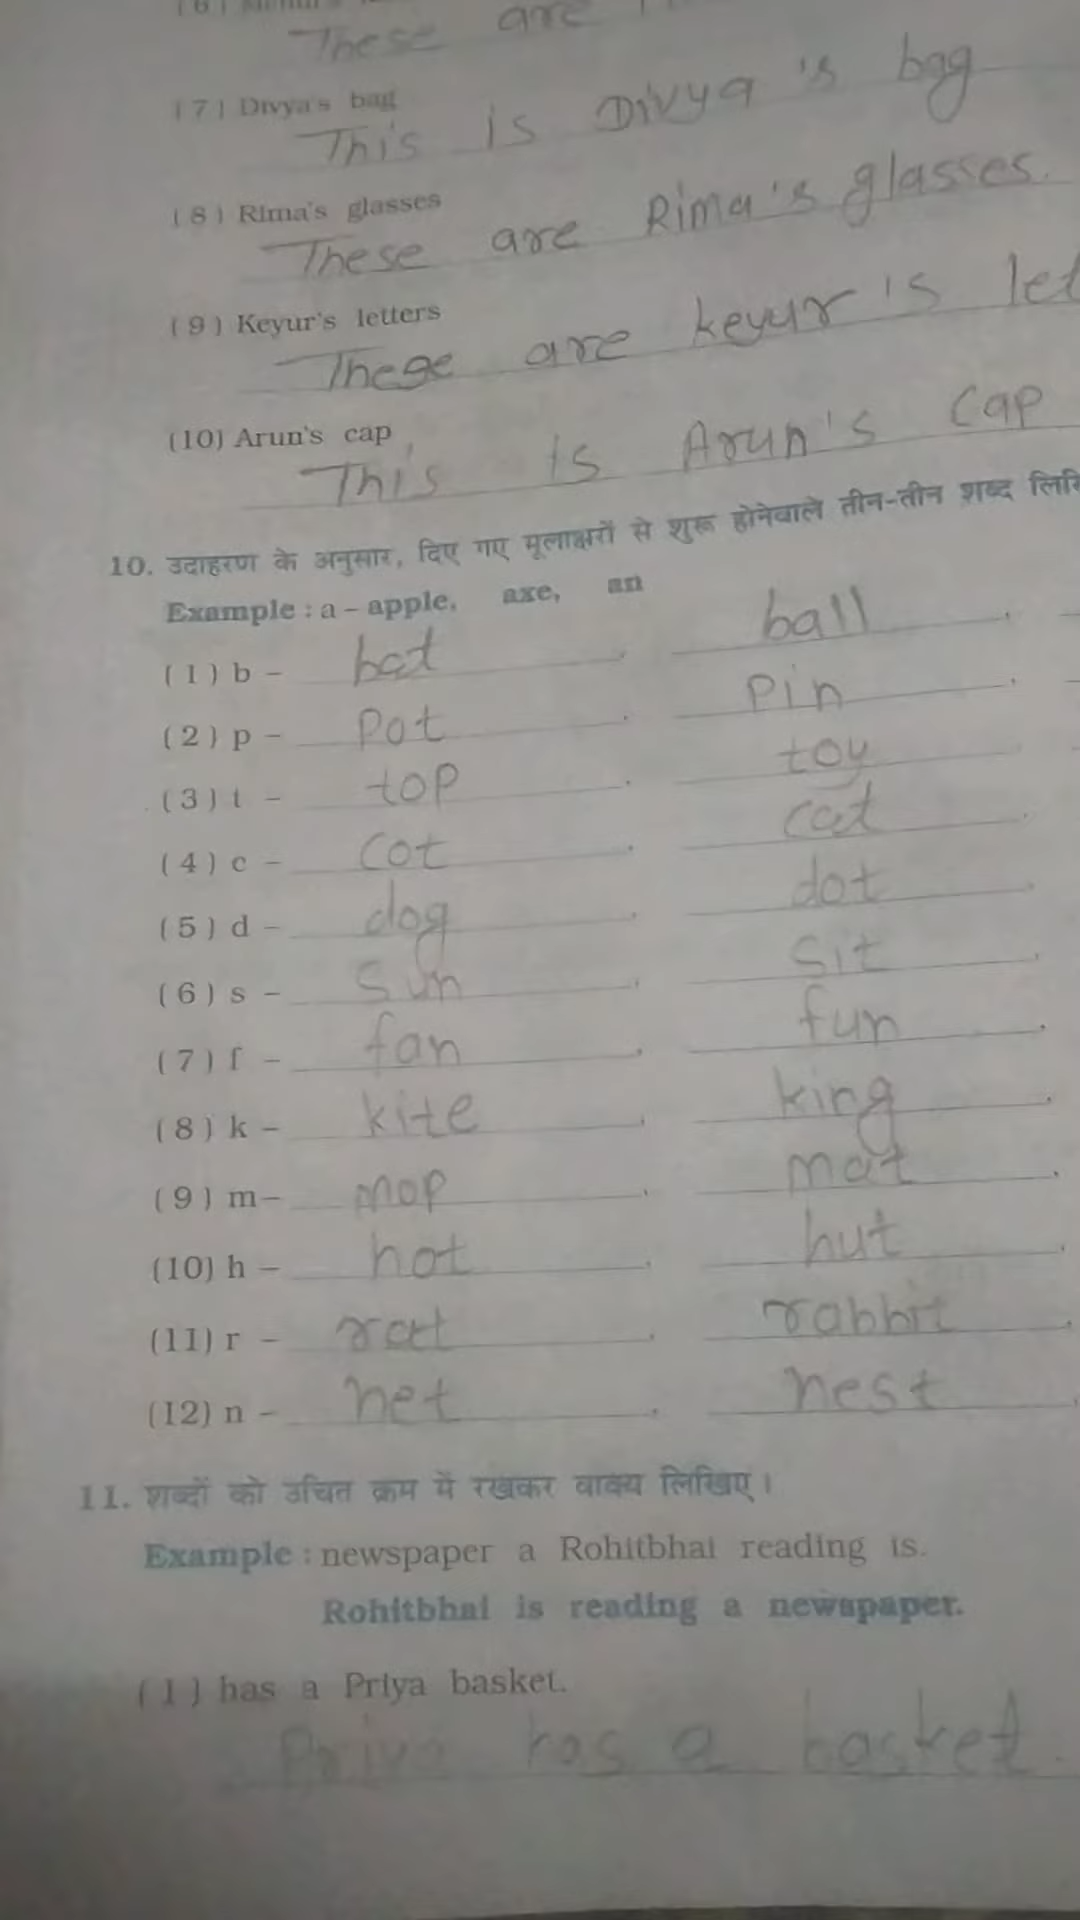 These are
(7) Divya's bag
This is Divya's bag
(8) Rima's glasses
These are Rima's glasses.
(9) Keyur's letters
These are keyur's let
(10) Arun's cap
This is Arun's cap
10. उदाहरण के अनुसार, दिए गए मूलाक्षरों से शुरू होनेवाले तीन-तीन शब्द
Example : a – apple, axe, an
(1) b – bat, ball,
(2) p – pot, pin,
(3) t – top, toy
(4) c – cot, cat,
(5) d – dog, dot,
(6) s – sun, sit,
(7) f – fan, fun,
(8) k – kite, king,
(9) m – mop, mat,
(10) h – hot, hut,
(11) r – rat, rabbit,
(12) n – net, nest,
11. शब्दों को उचित क्रम में रखकर वाक्य लिखिए ।
Example : newspaper a Rohitbhai reading is.
Rohitbhai is reading a newspaper.
(1) has a Priya basket.
Priya has a basket.